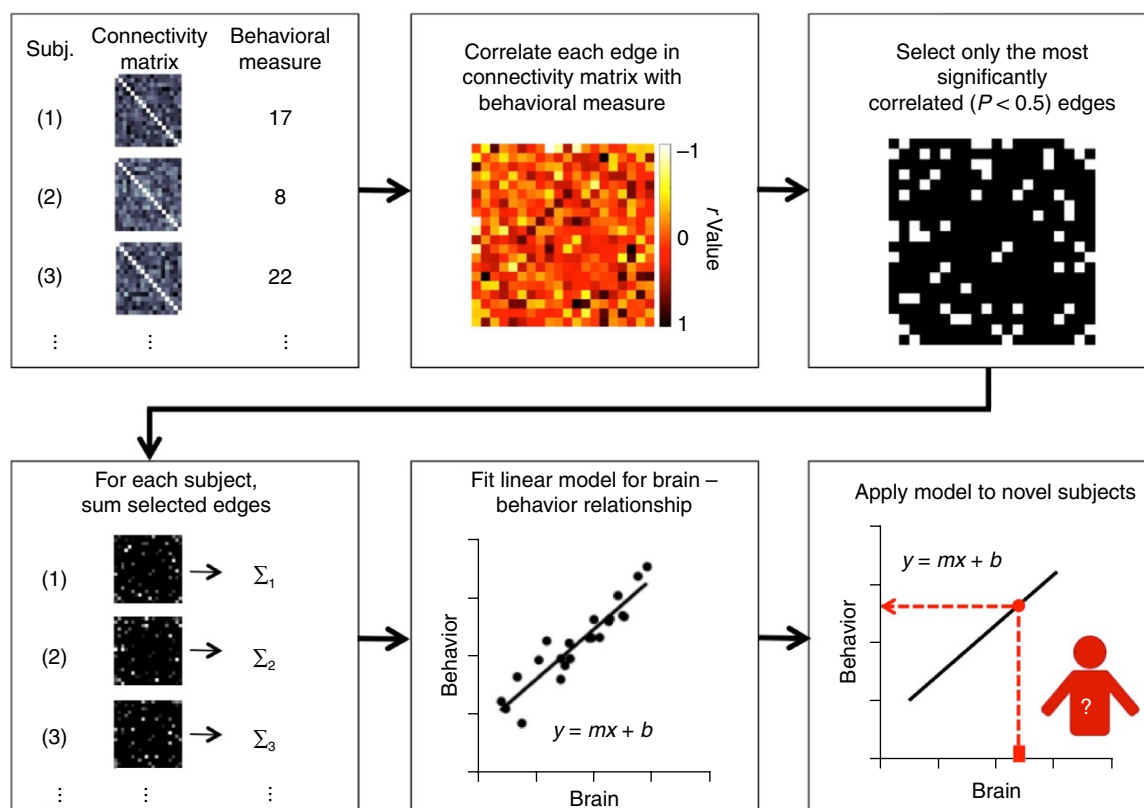 Subj. Connectivity matrix Behavioral measure
(1) 17
(2) 8
(3) 22
⋮ ⋮ ⋮
Correlate each edge in
connectivity matrix with
behavioral measure
−1
0
1
r Value
Select only the most
significantly
correlated (P < 0.5) edges
For each subject,
sum selected edges
(1) Σ1
(2) Σ2
(3) Σ3
⋮ ⋮ ⋮
Fit linear model for brain –
behavior relationship
Behavior
y = mx + b
Brain
Apply model to novel subjects
y = mx + b
Behavior
?
Brain